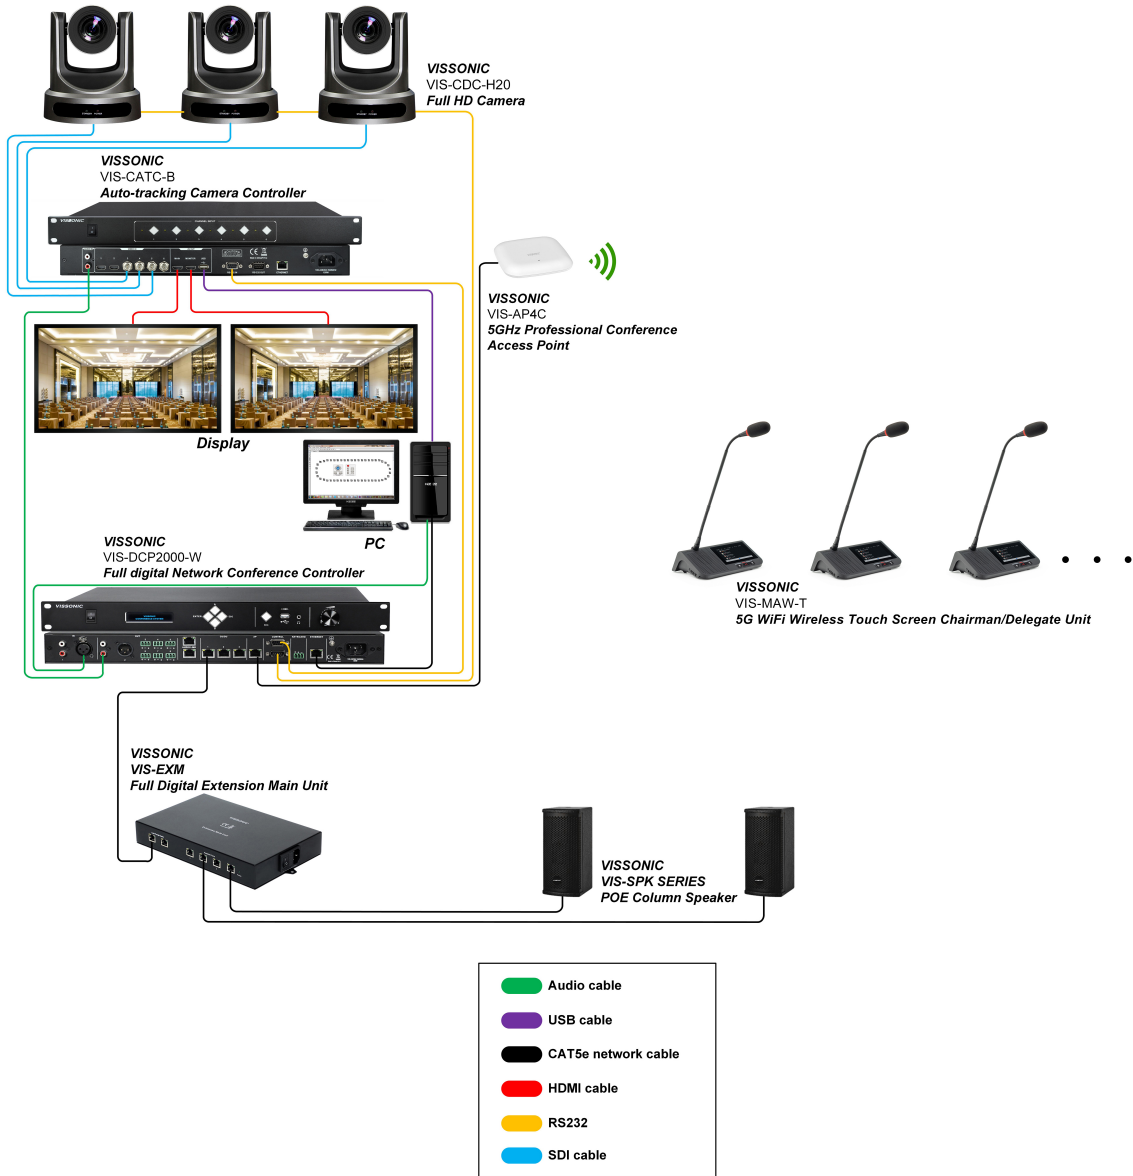 VISSONIC
VIS-CDC-H20
Full HD Camera
VISSONIC
VIS-CATC-B
Auto-tracking Camera Controller
VISSONIC
VISSONIC
VIS-AP4C
5GHz Professional Conference
Access Point
Display
PC
VISSONIC
VIS-DCP2000-W
Full digital Network Conference Controller
VISSONIC
VISSONIC
VIS-MAW-T
5G WiFi Wireless Touch Screen Chairman/Delegate Unit
VISSONIC
VIS-EXM
Full Digital Extension Main Unit
VISSONIC
VIS-SPK SERIES
POE Column Speaker
Audio cable
USB cable
CAT5e network cable
HDMI cable
RS232
SDI cable